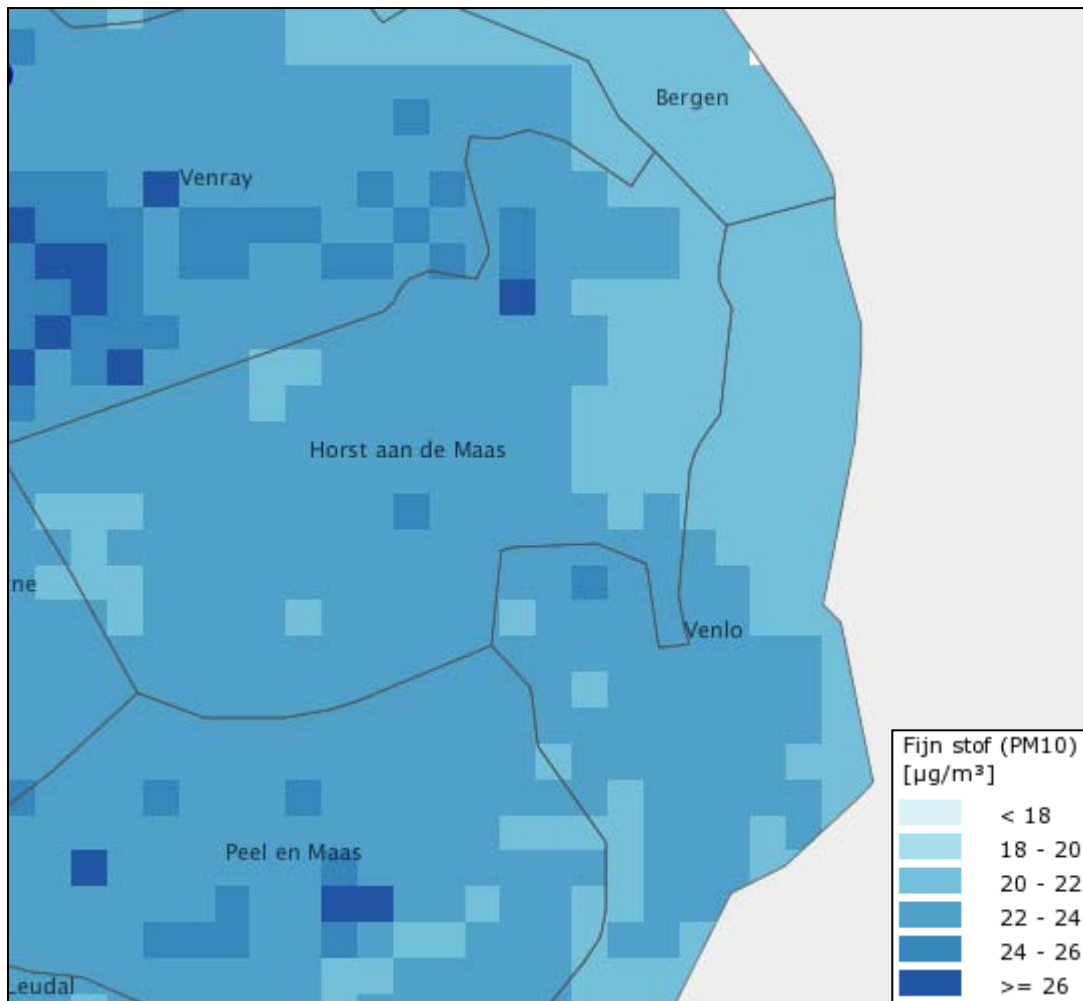 Bergen
Venray
Horst aan de Maas
ne
Venlo
Fijn stof (PM10)
[µg/m³]
< 18
18 - 20
20 - 22
22 - 24
24 - 26
>= 26
Peel en Maas
Leudal